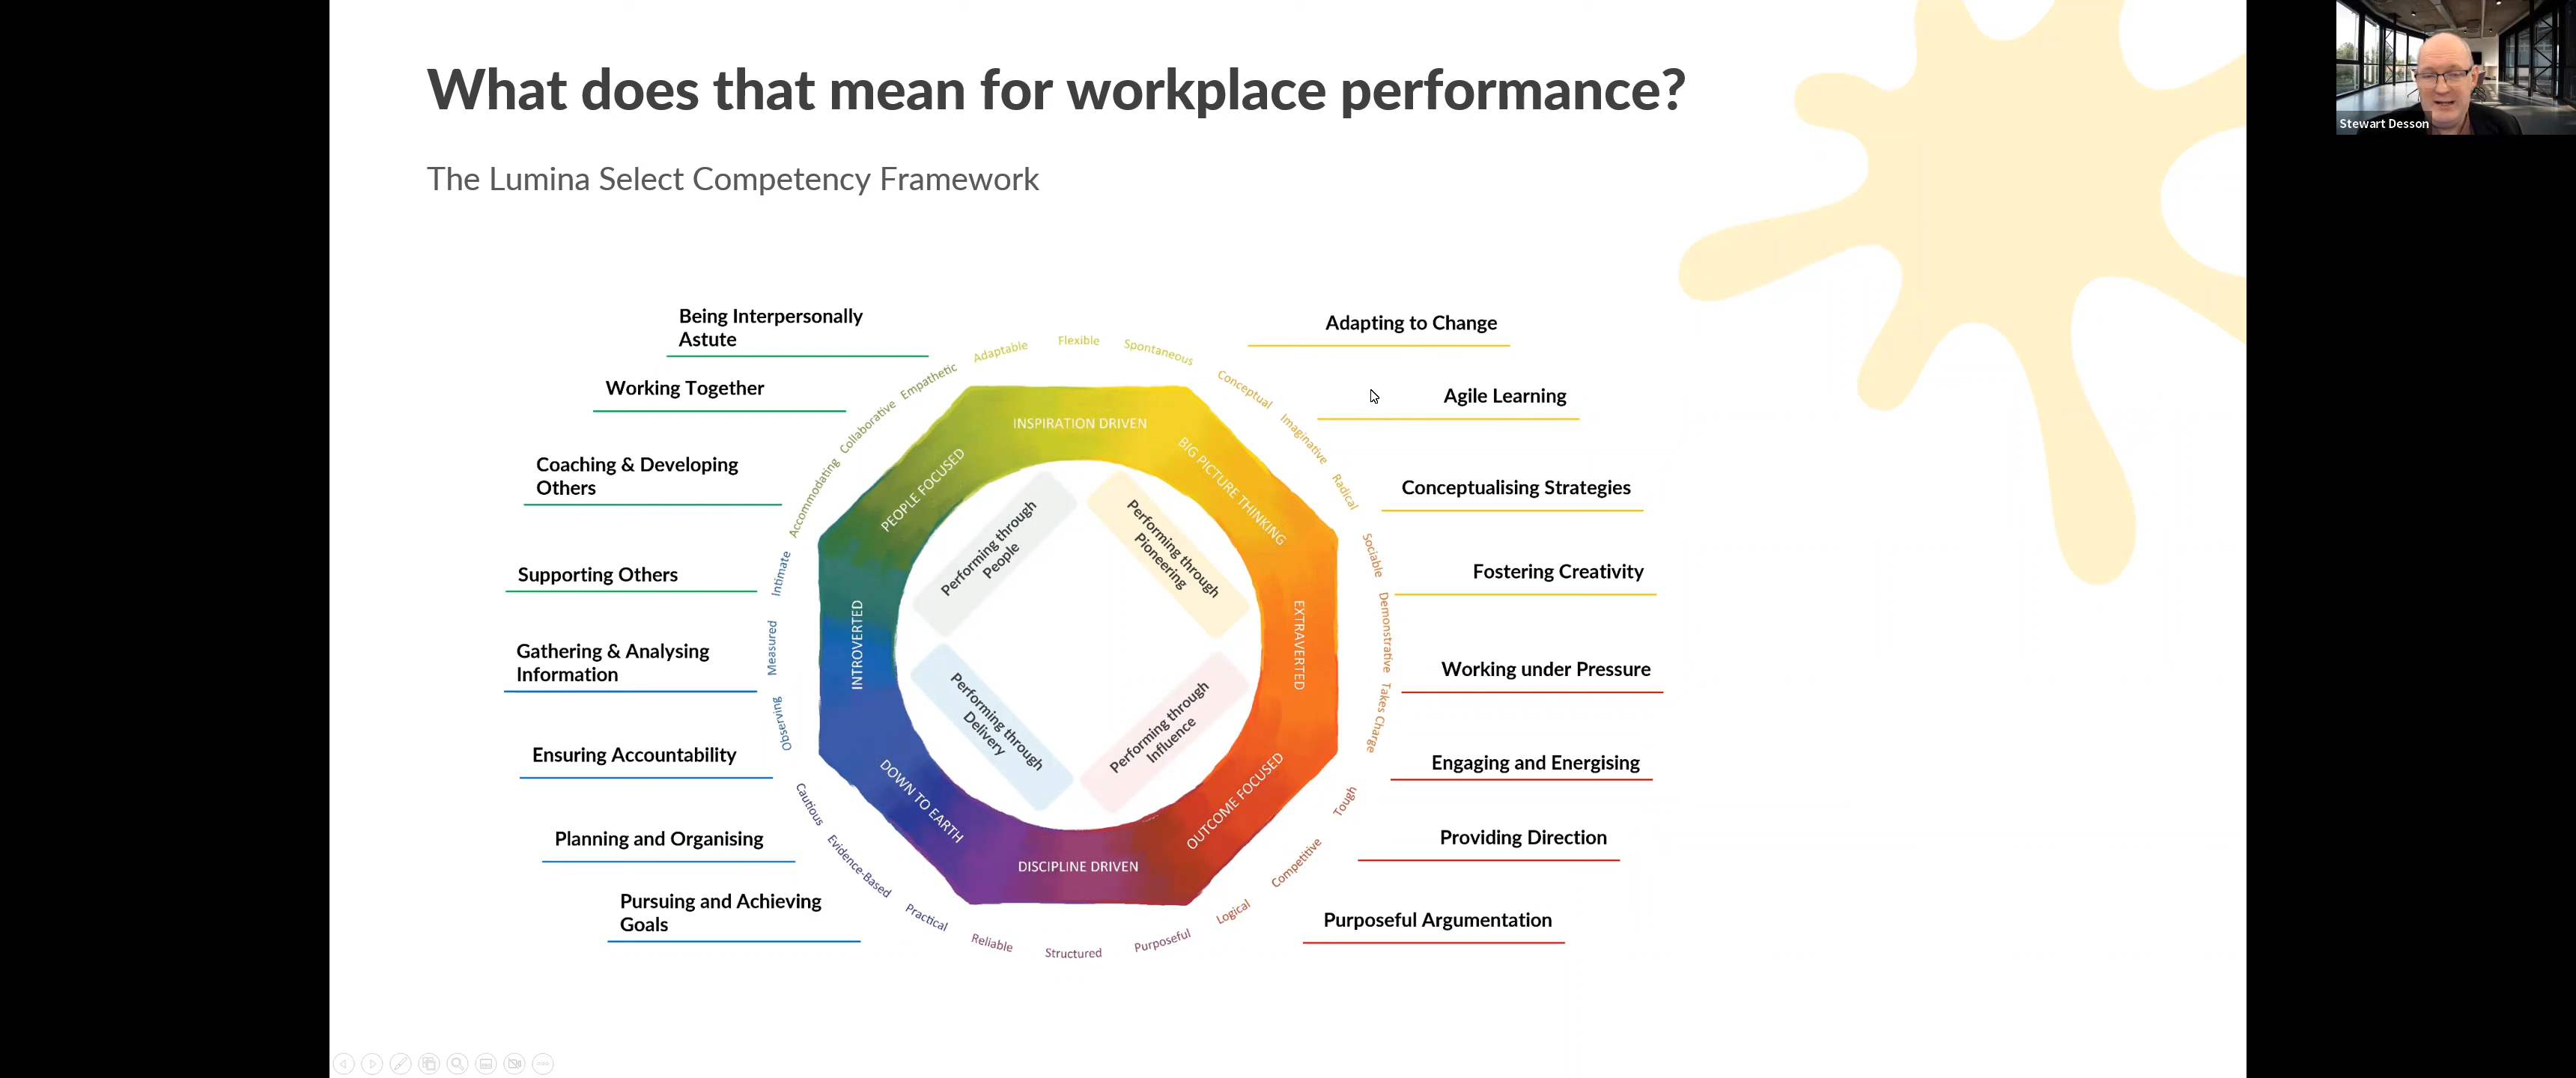 What does that mean for workplace performance?
The Lumina Select Competency Framework
Stewart Desson
Being Interpersonally
Astute
Working Together
Coaching & Developing
Others
Supporting Others
Gathering & Analysing
Information
Ensuring Accountability
Planning and Organising
Pursuing and Achieving
Goals
Adapting to Change
Agile Learning
Conceptualising Strategies
Fostering Creativity
Working under Pressure
Engaging and Energising
Providing Direction
Purposeful Argumentation
Adaptable
Flexible
Spontaneous
Conceptual
Imaginative
Radical
Sociable
Demonstrative
Takes Charge
Tough
Competitive
Logical
Purposeful
Structured
Reliable
Practical
Evidence-Based
Cautious
Observing
Measured
Intimate
Accommodating
Collaborative
Empathetic
INSPIRATION DRIVEN
BIG PICTURE THINKING
EXTRAVERTED
OUTCOME FOCUSED
DISCIPLINE DRIVEN
DOWN TO EARTH
INTROVERTED
PEOPLE FOCUSED
Performing through
People
Performing through
Pioneering
Performing through
Delivery
Performing through
Influence